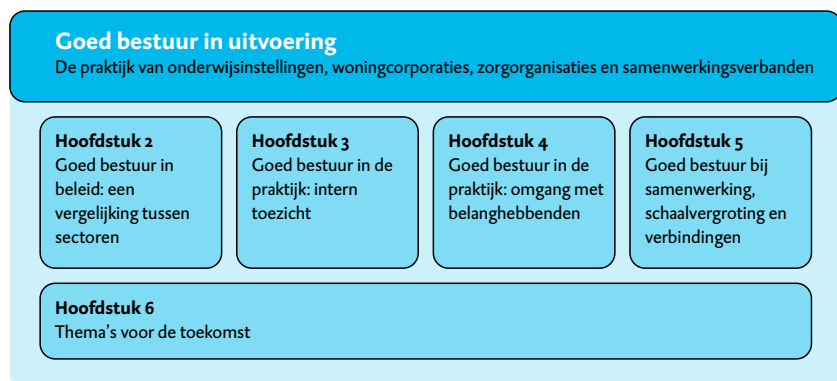 Goed bestuur in uitvoering
De praktijk van onderwijsinstellingen, woningcorporaties, zorgorganisaties en samenwerkingsverbanden
Hoofdstuk 2
Goed bestuur in
beleid: een
vergelijking tussen
sectoren
Hoofdstuk 3
Goed bestuur in de
praktijk: intern
toezicht
Hoofdstuk 4
Goed bestuur in de
praktijk: omgang met
belanghebbenden
Hoofdstuk 5
Goed bestuur bij
samenwerking,
schaalvergroting en
verbindingen
Hoofdstuk 6
Thema's voor de toekomst